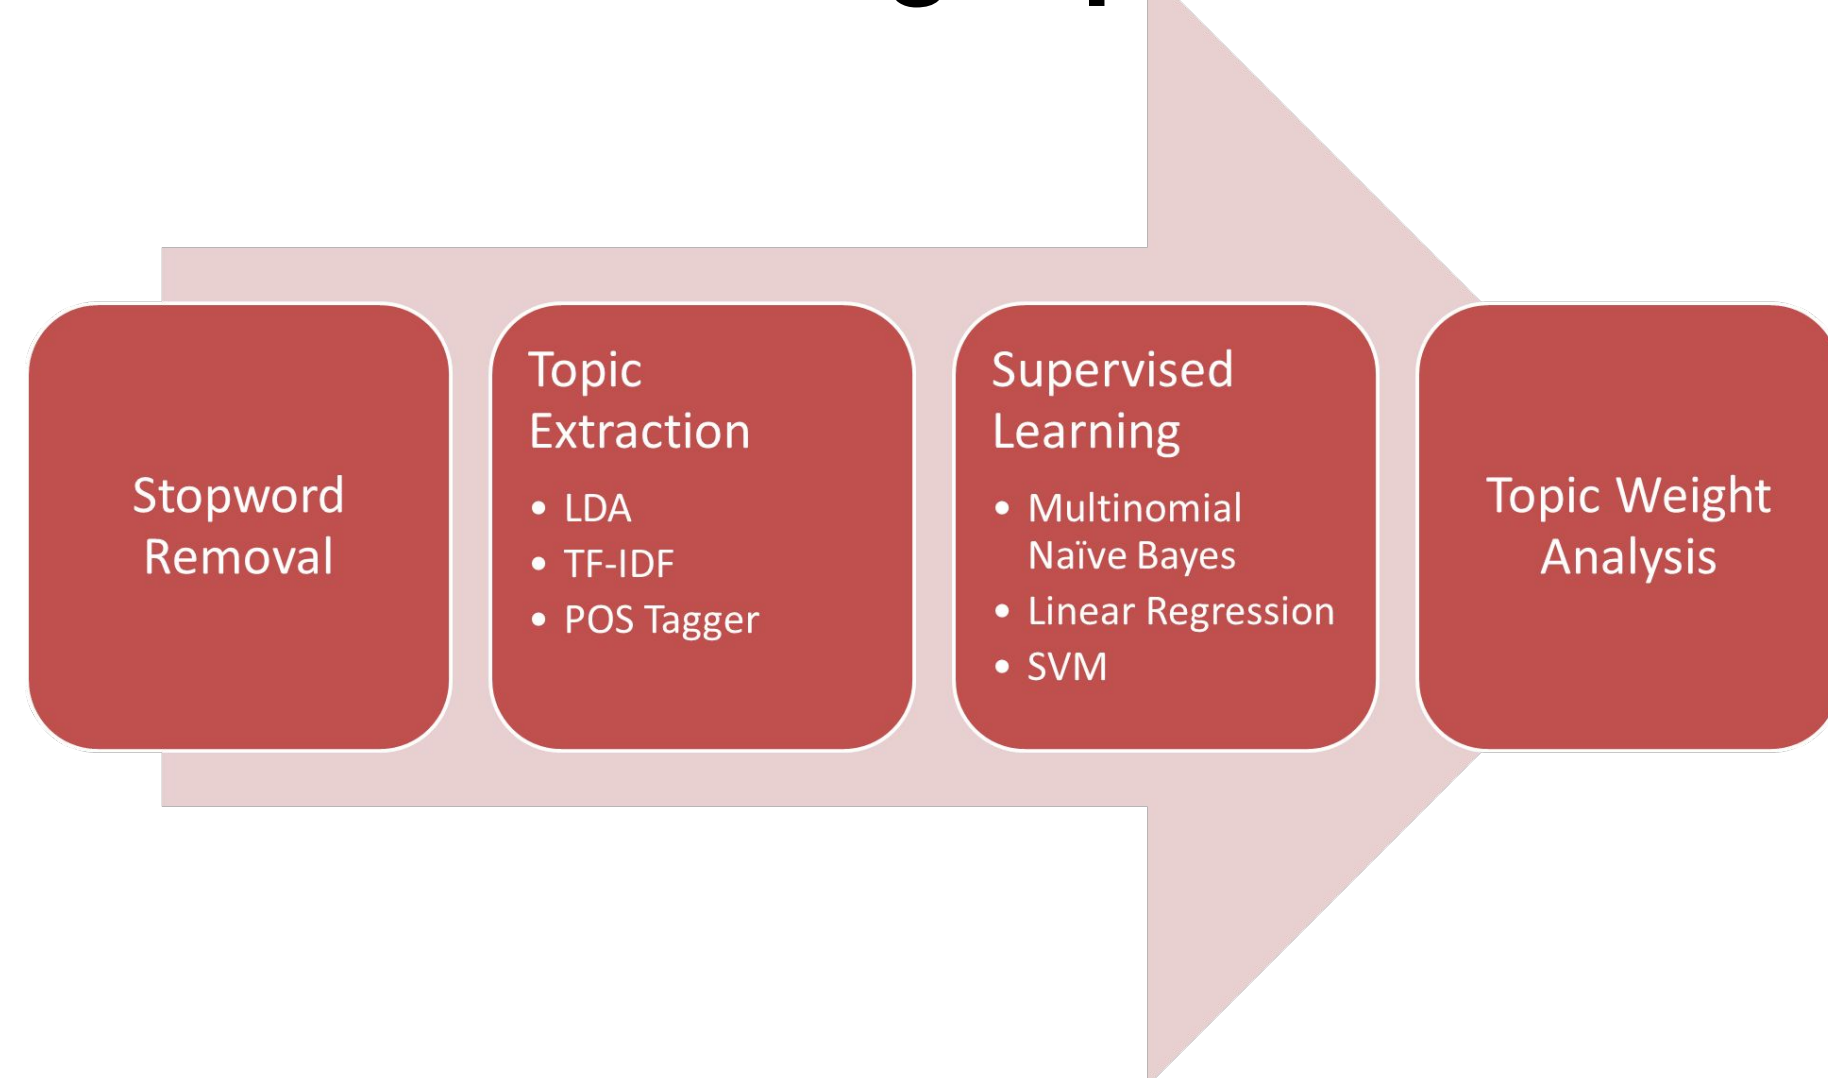 Stopword
Removal
Topic
Extraction
• LDA
• TF-IDF
• POS Tagger
Supervised
Learning
• Multinomial
Naïve Bayes
• Linear Regression
• SVM
Topic Weight
Analysis